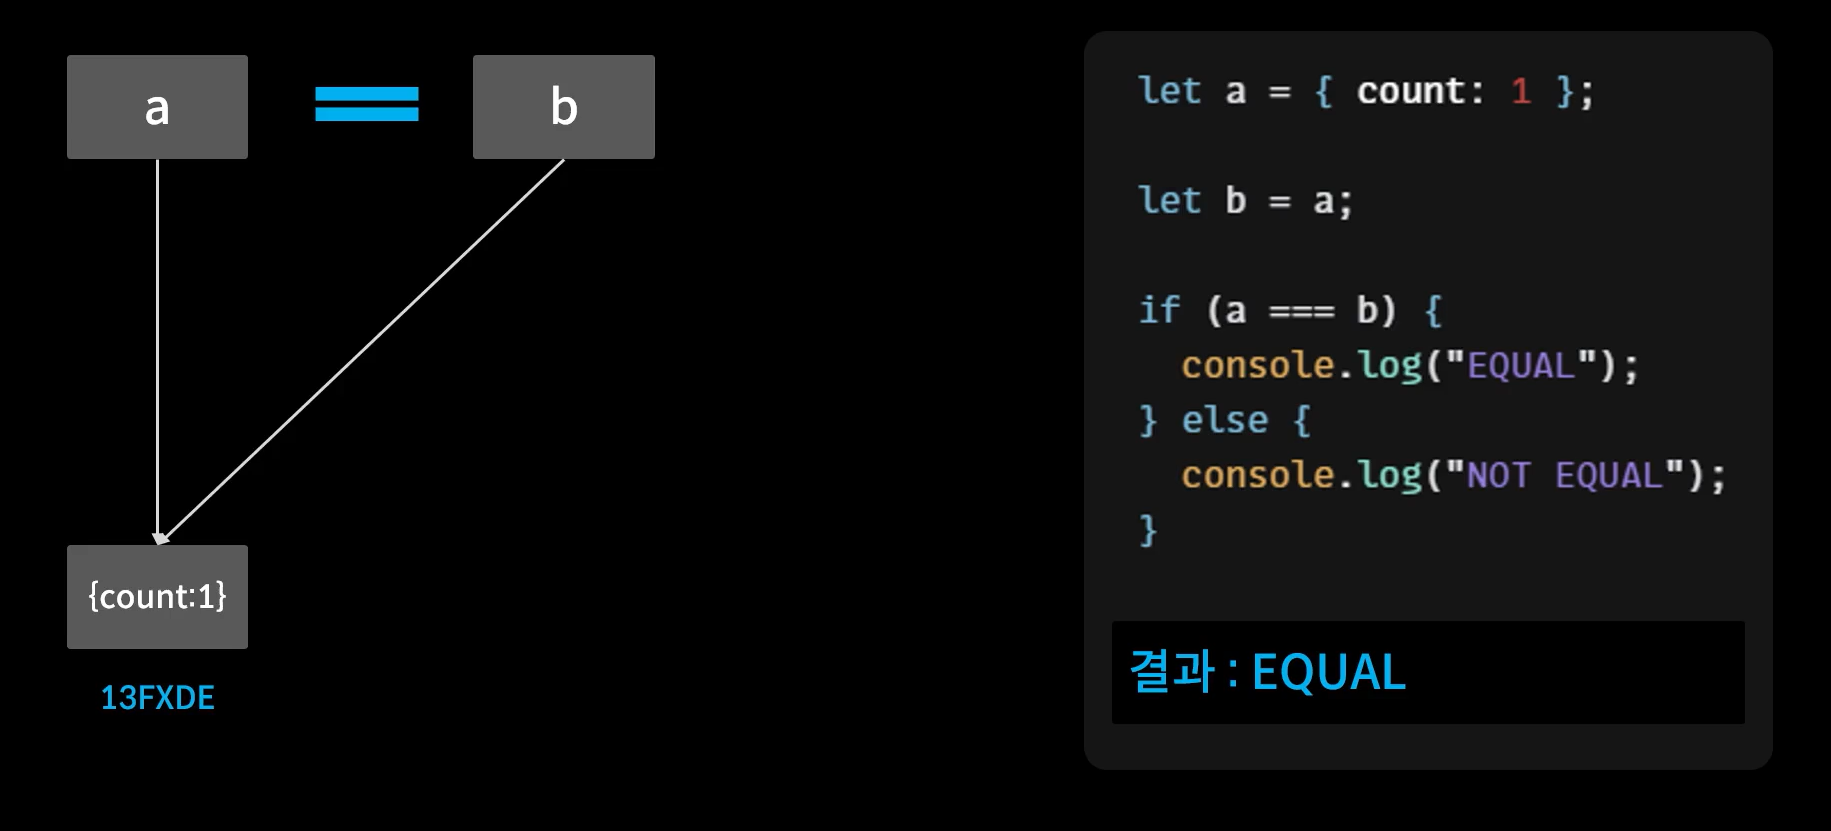 a
b
{count:1}
13FXDE
let a = { count: 1 };
let b = a;
if (a === b) {
console.log("EQUAL");
} else {
console.log("NOT EQUAL");
}
결과 : EQUAL